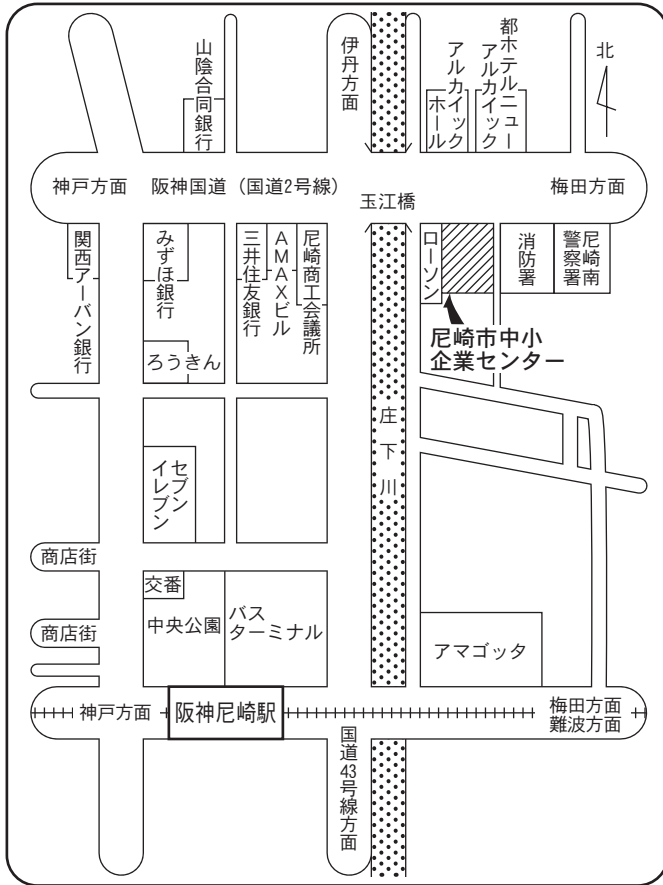 山陰合同銀行
伊丹方面
アルカイック
ホール
都ホテルニュー
アルカイック
北
神戸方面
阪神国道（国道2号線）
玉江橋
梅田方面
関西アーバン銀行
みずほ銀行
ろうきん
三井住友銀行
AMAXビル
尼崎商工会議所
ローソン
消防署
尼崎南
警察署
尼崎市中小
企業センター
庄下川
セブン
イレブン
商店街
交番
商店街
中央公園
バス
ターミナル
アマゴッタ
神戸方面
阪神尼崎駅
梅田方面
難波方面
国道43号線方面